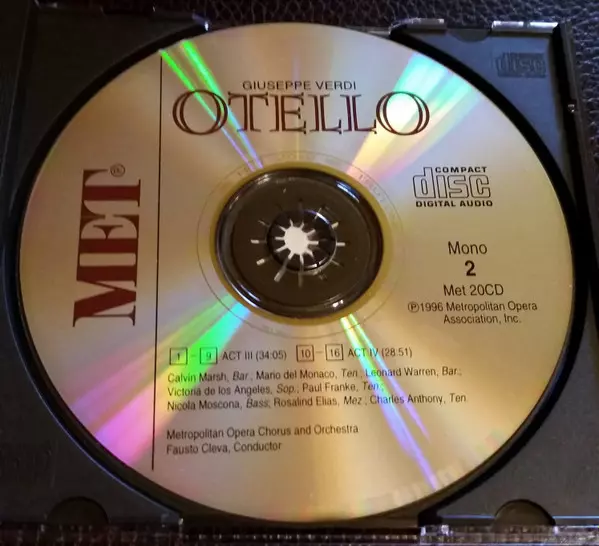 GIUSEPPE VERDI
OTELLO
MET®
COMPACT
disc
DIGITAL AUDIO
Mono
2
Met 20CD
℗1996 Metropolitan Opera
Association, Inc.
1 - 9 ACT III (34:05) 10 - 16 ACT IV (28:51)
Calvin Marsh, Bar.; Mario del Monaco, Ten.; Leonard Warren, Bar.;
Victoria de los Angeles, Sop.; Paul Franke, Ten.;
Nicola Moscona, Bass; Rosalind Elias, Mez.; Charles Anthony, Ten.
Metropolitan Opera Chorus and Orchestra
Fausto Cleva, Conductor
disc